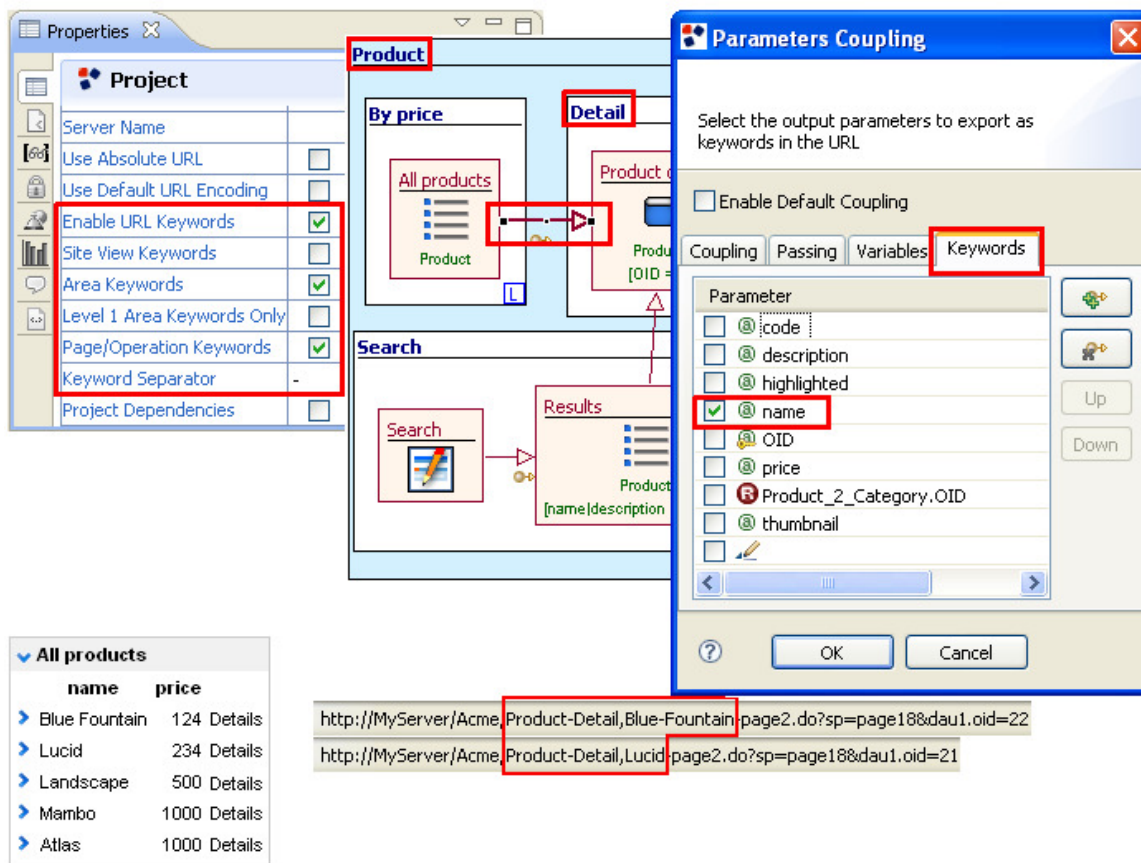 Properties
Project
Server Name
Use Absolute URL
Use Default URL Encoding
Enable URL Keywords
Site View Keywords
Area Keywords
Level 1 Area Keywords Only
Page/Operation Keywords
Keyword Separator -
Project Dependencies
Product
By price
All products
Product
L
Detail
Product
Produ
[OID =
Search
Search
Results
Product
[name|description
Parameters Coupling
Select the output parameters to export as
keywords in the URL
Enable Default Coupling
Coupling Passing Variables Keywords
Parameter
@ code
@ description
@ highlighted
@ name
@ OID
@ price
R Product_2_Category.OID
@ thumbnail
Up
Down
? OK Cancel
All products
name price
Blue Fountain 124 Details
Lucid 234 Details
Landscape 500 Details
Mambo 1000 Details
Atlas 1000 Details
http://MyServer/Acme,Product-Detail,Blue-Fountain-page2.do?sp=page18&dau1.oid=22
http://MyServer/Acme,Product-Detail,Lucid-page2.do?sp=page18&dau1.oid=21